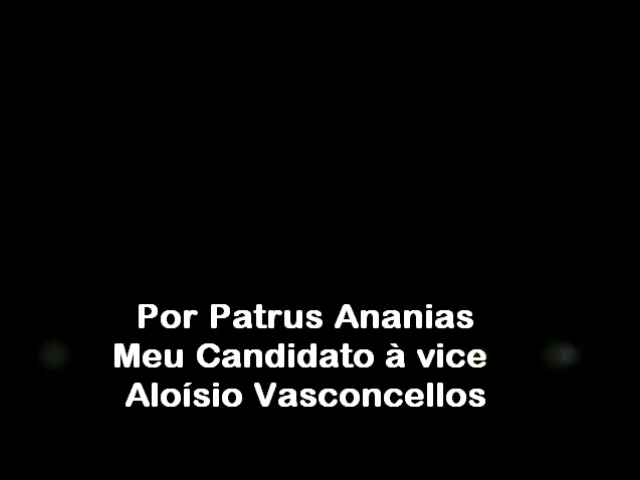 Por Patrus Ananias
Meu Candidato à vice
Aloísio Vasconcellos